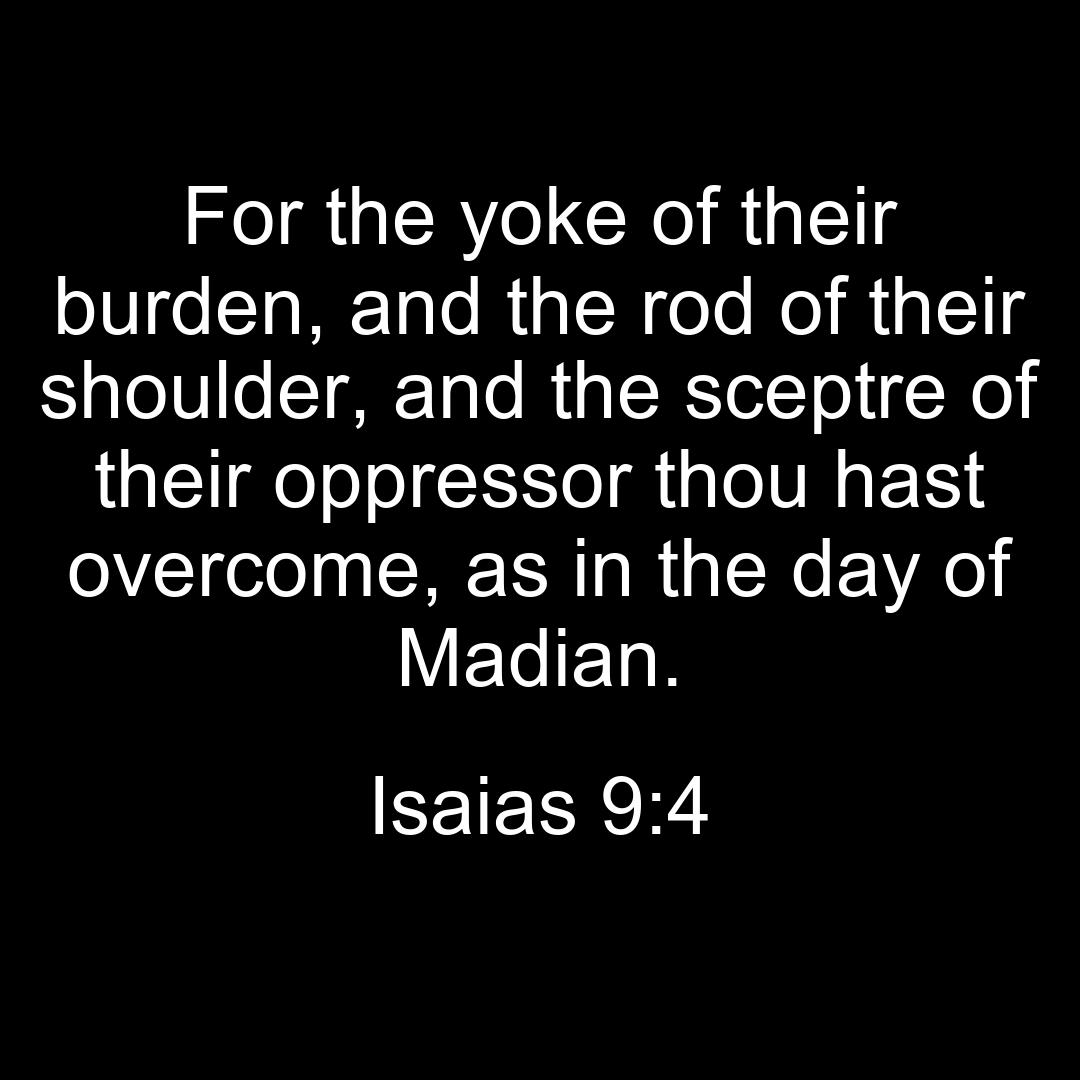 For the yoke of their
burden, and the rod of their
shoulder, and the sceptre of
their oppressor thou hast
overcome, as in the day of
Madian.
Isaias 9:4